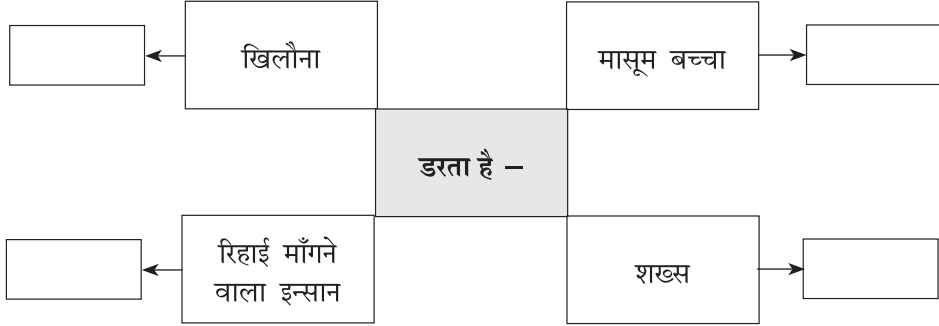 खिलौना
मासूम बच्चा
डरता है –
रिहाई माँगने
वाला इन्सान
शख्स